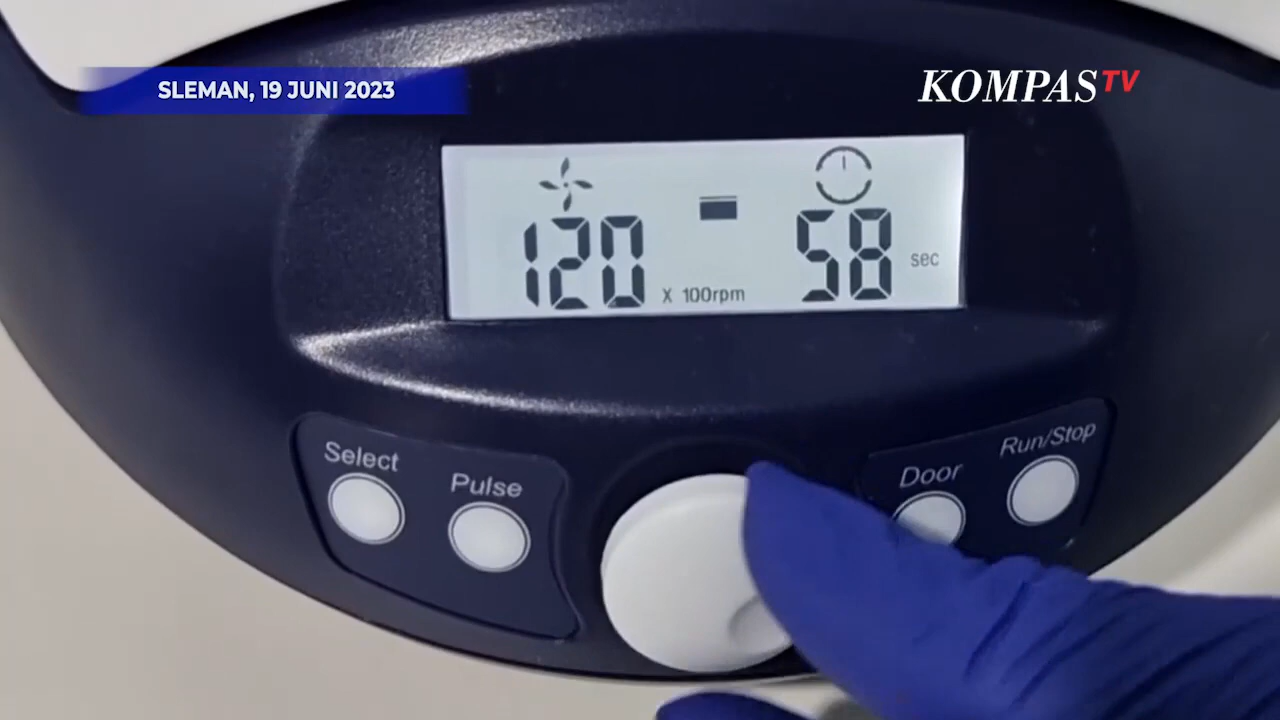 SLEMAN, 19 JUNI 2023
KOMPASTV
120 X 100rpm
58 sec
Select
Pulse
Door
Run/Stop